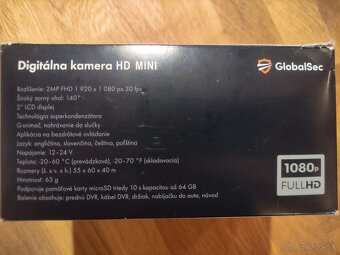 Digitálna kamera HD MINI
GlobalSec
Rozlíšenie: 2MP FHD 1 920 x 1 080 px 30 fps
Široký zorný uhol: 140°
2" LCD displej
Technológia superkondenzátora
G-snímač, nahrávanie do slučky
Aplikácia na bezdrôtové ovládanie
Jazyk: angličtina, slovenčina, čeština, poľština
Napájanie: 12–24 V
Teplota: -20–60 °C (prevádzková), -20–70 °F (skladovacia)
Rozmery (š. x v. x h.) 55 x 60 x 40 m
Hmotnosť: 63 g
Podporuje pamäťové karty microSD triedy 10 s kapacitou až 64 GB
Balenie obsahuje: prednú DVR, kábel DVR, držiak, nabíjačku do auta, návod
1080p
FULL HD